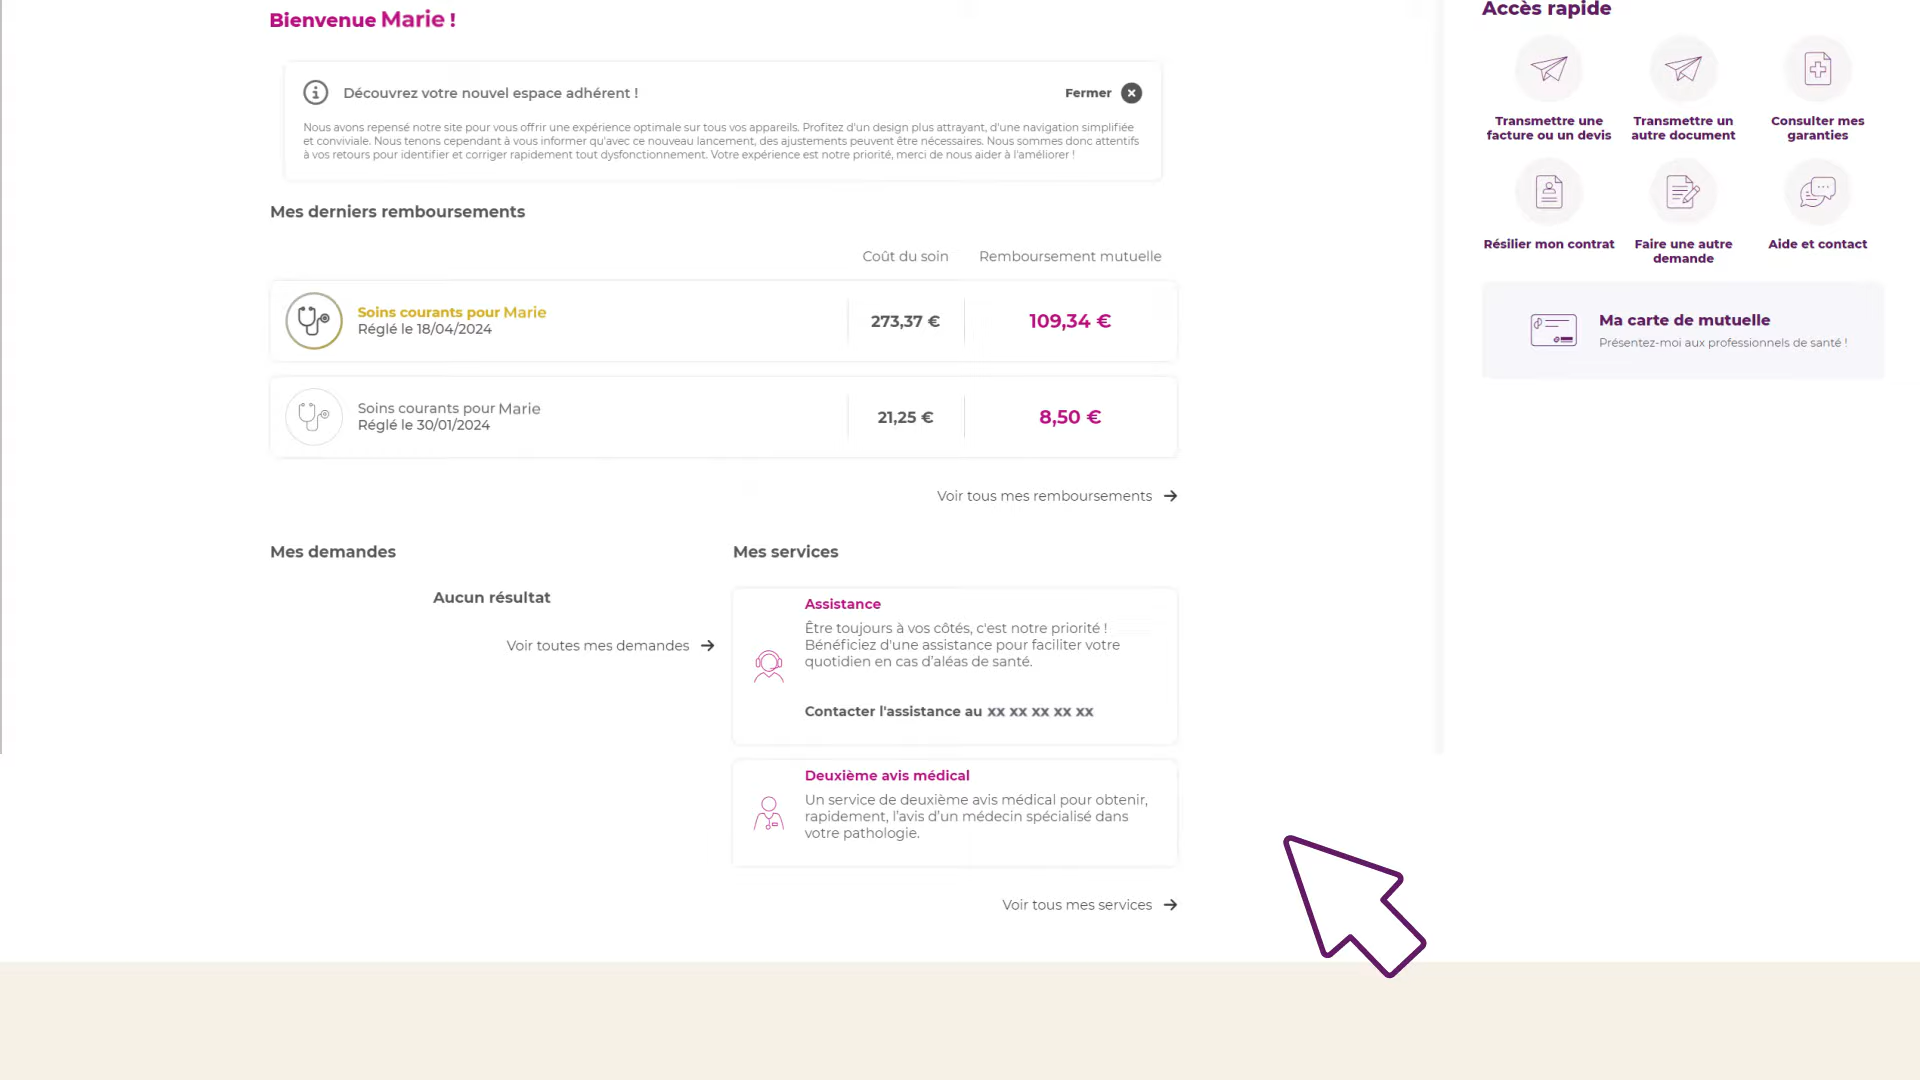 Bienvenue Marie !
Découvrez votre nouvel espace adhérent !
Fermer
Nous avons repensé notre site pour vous offrir une expérience optimale sur tous vos appareils. Profitez d'un design plus attrayant, d'une navigation simplifiée
et conviviale. Nous tenons cependant à vous informer qu'avec ce nouveau lancement, des ajustements peuvent être nécessaires. Nous sommes donc attentifs
à vos retours pour identifier et corriger rapidement tout dysfonctionnement. Votre expérience est notre priorité, merci de nous aider à l'améliorer !
Mes derniers remboursements
Coût du soin Remboursement mutuelle
Soins courants pour Marie
Réglé le 18/04/2024
273,37 €
109,34 €
Soins courants pour Marie
Réglé le 30/01/2024
21,25 €
8,50 €
Voir tous mes remboursements
Mes demandes
Aucun résultat
Voir toutes mes demandes
Mes services
Assistance
Être toujours à vos côtés, c'est notre priorité !
Bénéficiez d'une assistance pour faciliter votre
quotidien en cas d'aléas de santé.
Contacter l'assistance au xx xx xx xx xx
Deuxième avis médical
Un service de deuxième avis médical pour obtenir,
rapidement, l'avis d'un médecin spécialisé dans
votre pathologie.
Voir tous mes services
Accès rapide
Transmettre une
facture ou un devis
Transmettre un
autre document
Consulter mes
garanties
Résilier mon contrat
Faire une autre
demande
Aide et contact
Ma carte de mutuelle
Présentez-moi aux professionnels de santé !